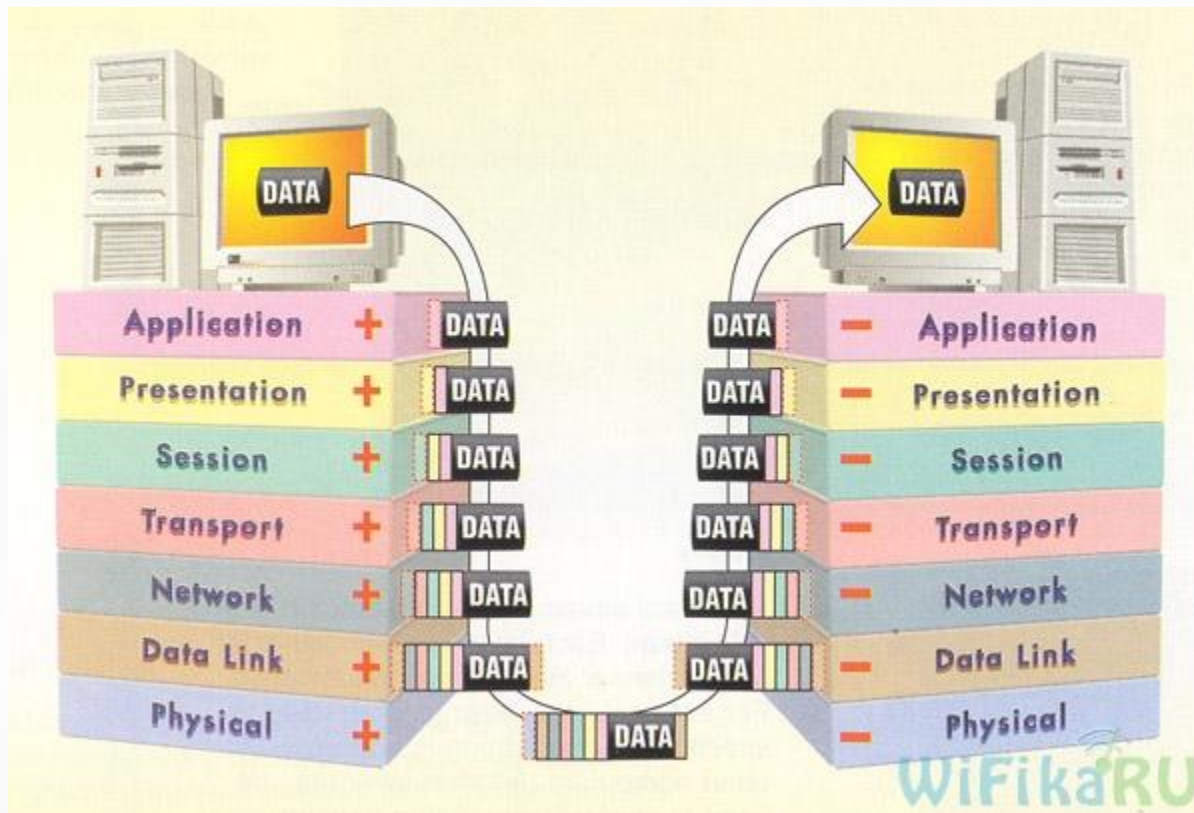 DATA
DATA
Application + DATA
DATA - Application
Presentation + DATA
DATA - Presentation
Session + DATA
DATA - Session
Transport + DATA
DATA - Transport
Network + DATA
DATA - Network
Data Link + DATA
DATA - Data Link
Physical +
DATA
- Physical
WiFikaRU